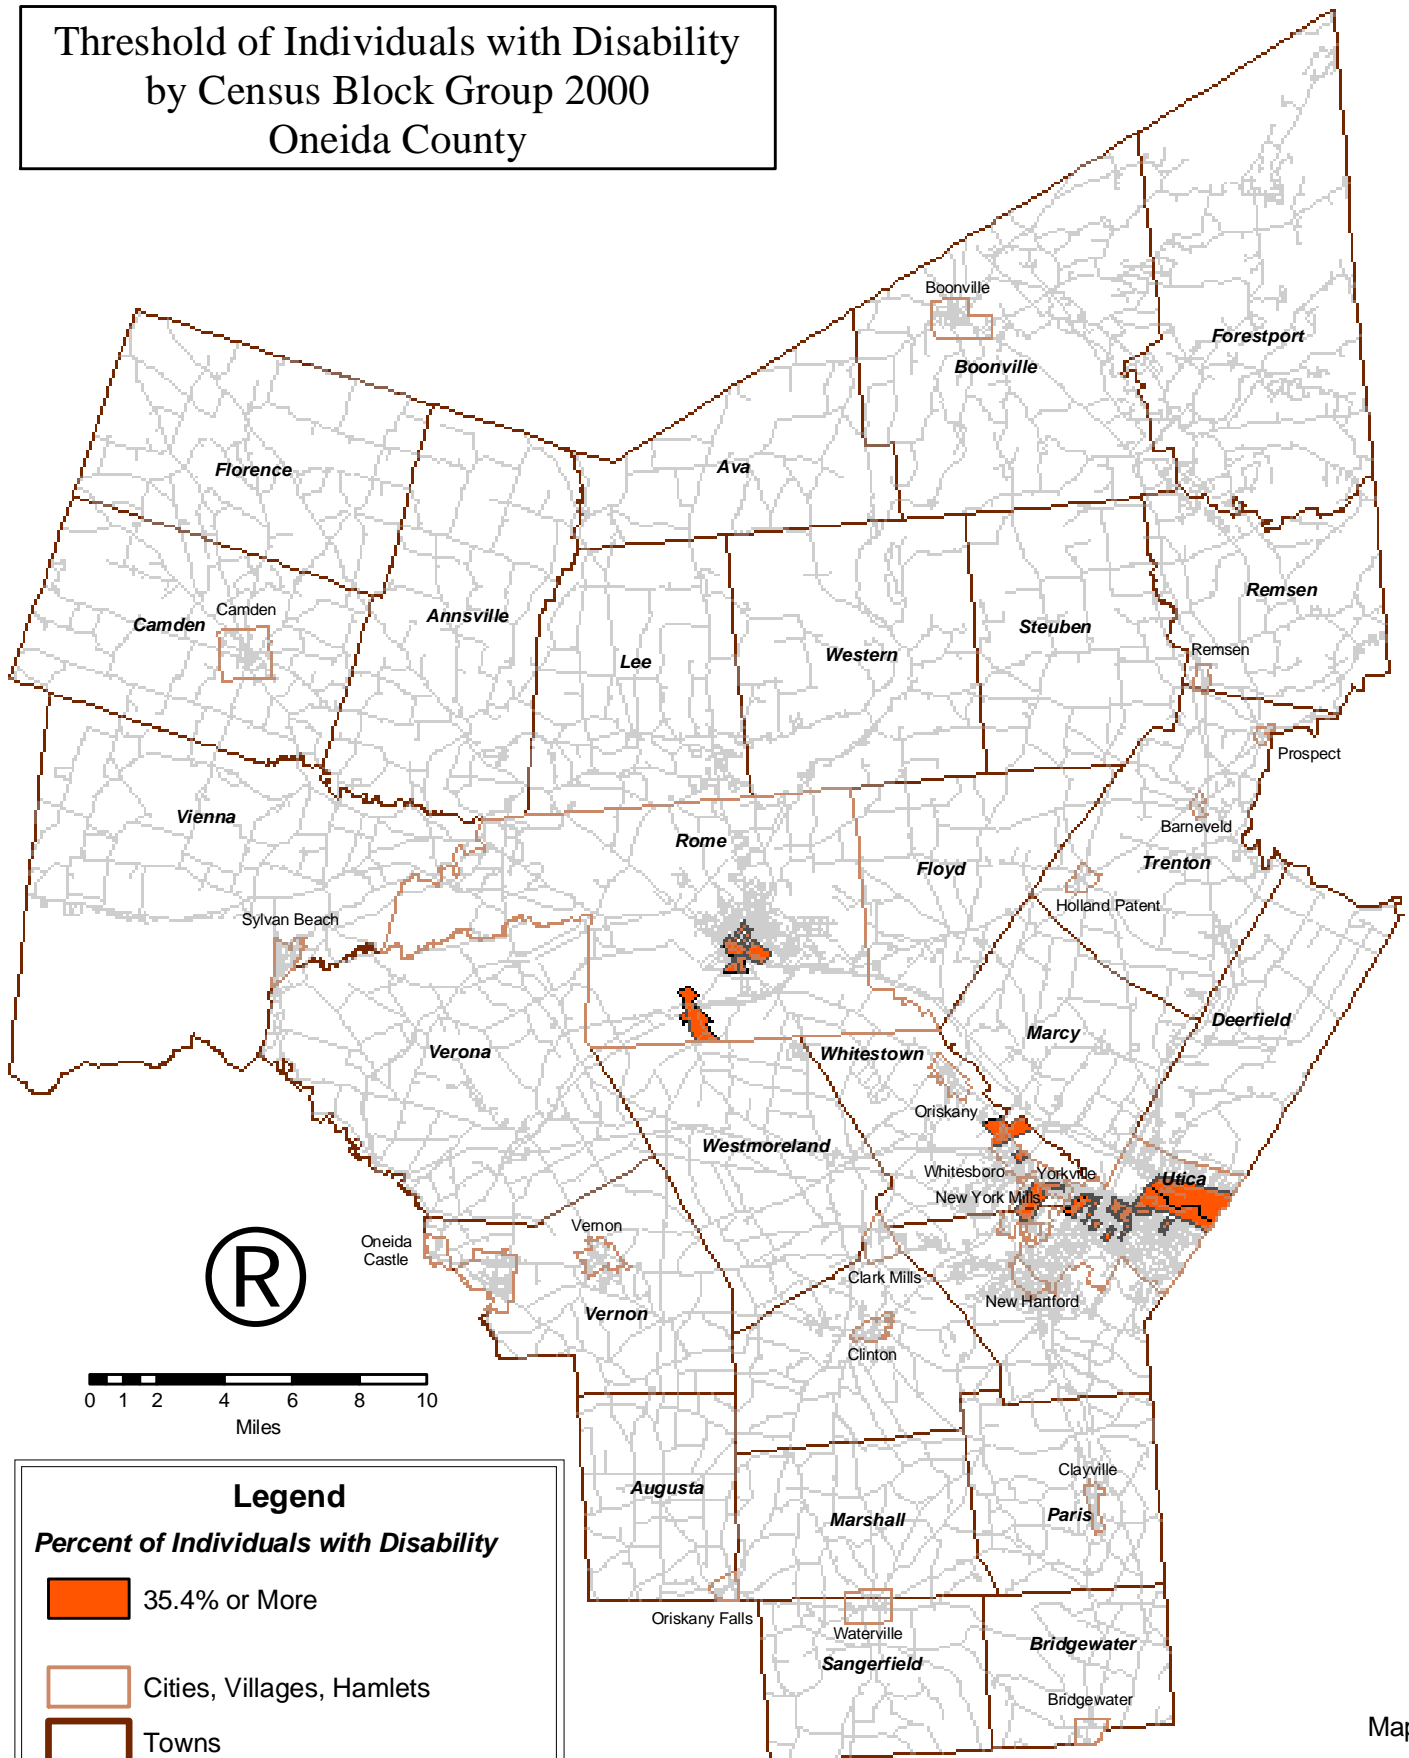 Threshold of Individuals with Disability
by Census Block Group 2000
Oneida County
Boonville
Forestport
Boonville
Florence
Ava
Remsen
Camden
Camden
Annsville
Steuben
Lee
Western
Remsen
Prospect
Vienna
Rome
Barneveld
Trenton
Floyd
Holland Patent
Sylvan Beach
Deerfield
Marcy
Verona
Whitestown
Oriskany
Westmoreland
Whitesboro
Yorkville
Utica
New York Mills
Vernon
Oneida
Castle
Clark Mills
New Hartford
Vernon
Clinton
®
0 1 2 4 6 8 10
Miles
Clayville
Augusta
Marshall
Paris
Oriskany Falls
Waterville
Bridgewater
Sangerfield
Bridgewater
Legend
Percent of Individuals with Disability
35.4% or More
Cities, Villages, Hamlets
Towns
Map